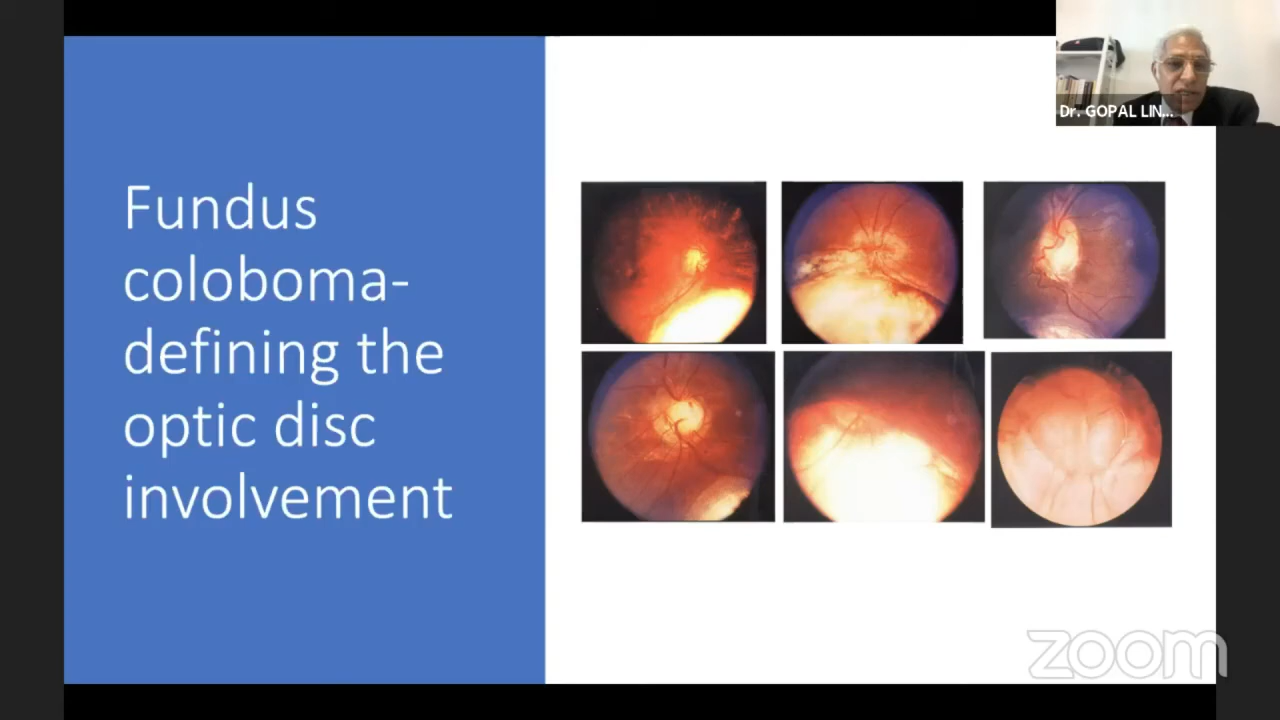 Dr. GOPAL LIN...
Fundus
coloboma-
defining the
optic disc
involvement
zoom